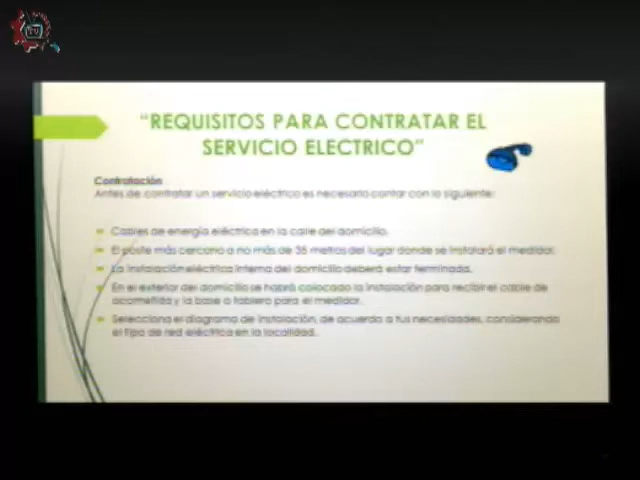 TV
"REQUISITOS PARA CONTRATAR EL
SERVICIO ELECTRICO"
Contratación
Antes de contratar un servicio eléctrico es necesario contar con lo siguiente:
Cables de energía eléctrica en la calle del domicilio.
El poste más cercano a no más de 35 metros del lugar donde se instalará el medidor.
La instalación eléctrica interna del domicilio deberá estar terminada.
En el exterior del domicilio se habrá colocado la instalación para recibir el cable de
acometida y la base o tablero para el medidor.
Selecciona el diagrama de instalación, de acuerdo a tus necesidades, considerando
el tipo de red eléctrica en la localidad.